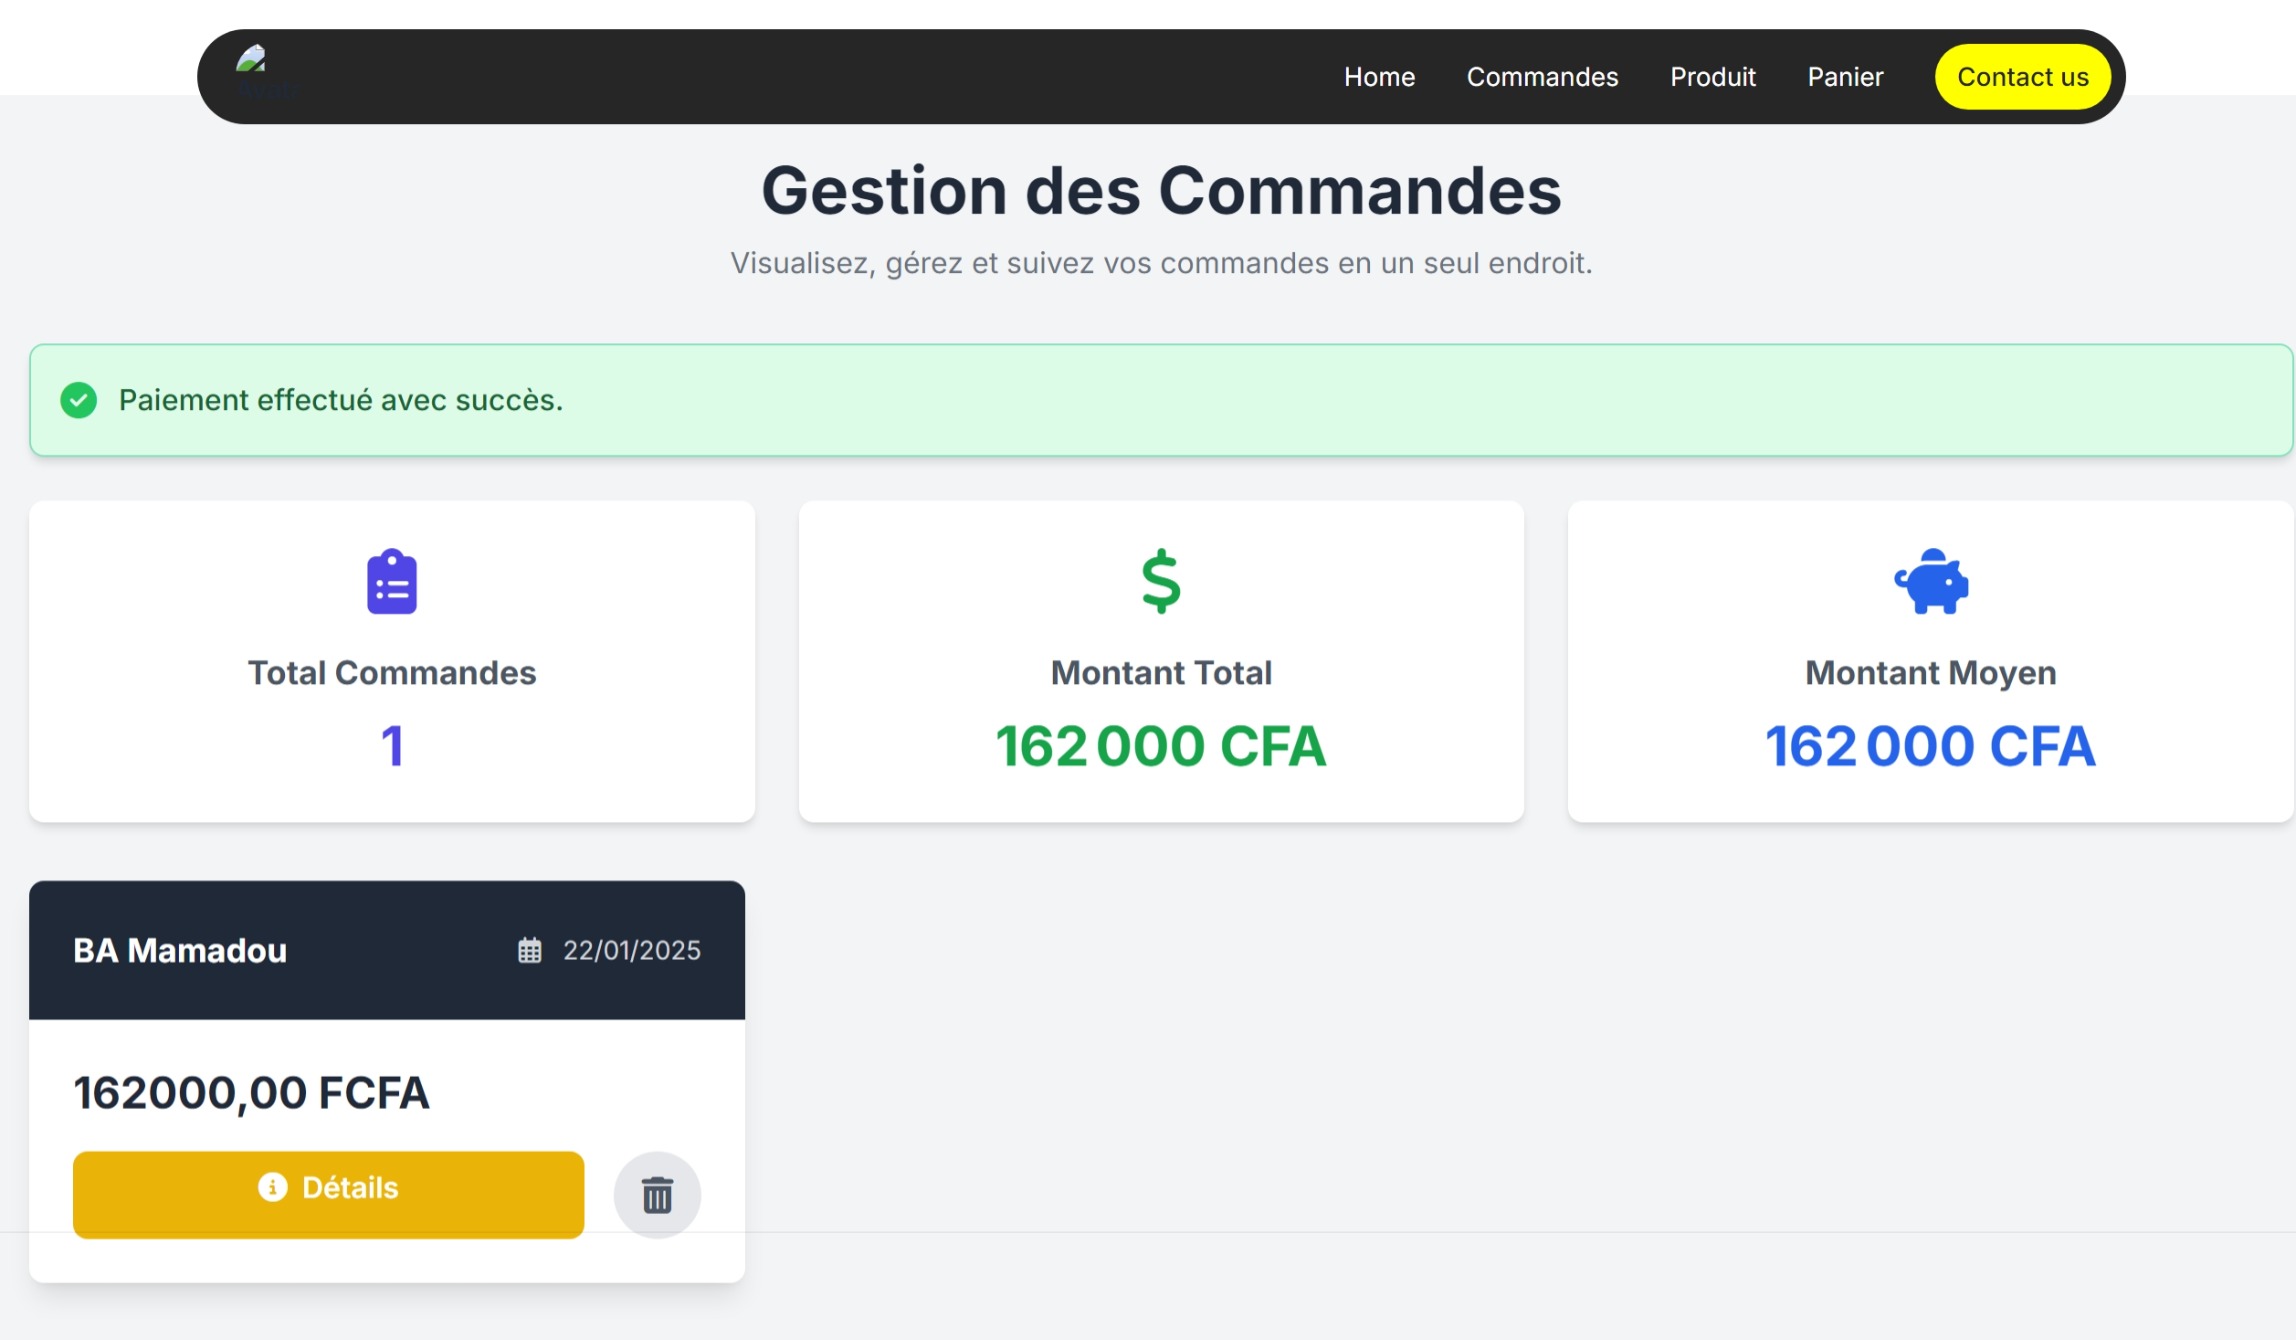 Home Commandes Produit Panier Contact us
Gestion des Commandes
Visualisez, gérez et suivez vos commandes en un seul endroit.
Paiement effectué avec succès.
Total Commandes
1
Montant Total
162 000 CFA
Montant Moyen
162 000 CFA
BA Mamadou 22/01/2025
162000,00 FCFA
Détails